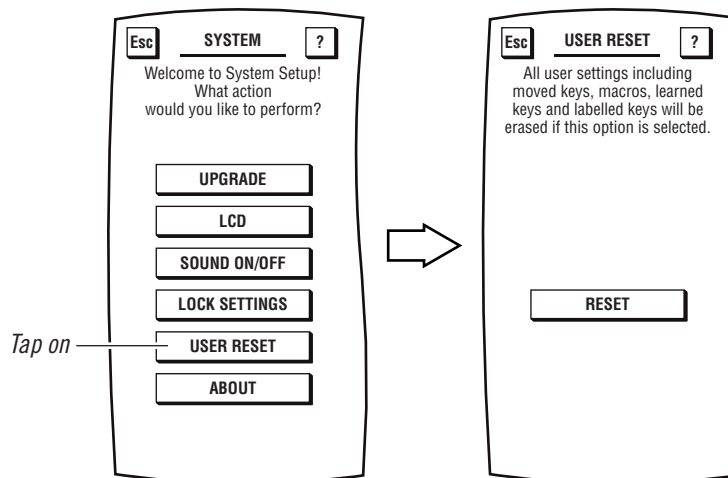 Esc SYSTEM ?
Welcome to System Setup!
What action
would you like to perform?
UPGRADE
LCD
SOUND ON/OFF
LOCK SETTINGS
Tap on
USER RESET
ABOUT
Esc USER RESET ?
All user settings including
moved keys, macros, learned
keys and labelled keys will be
erased if this option is selected.
RESET